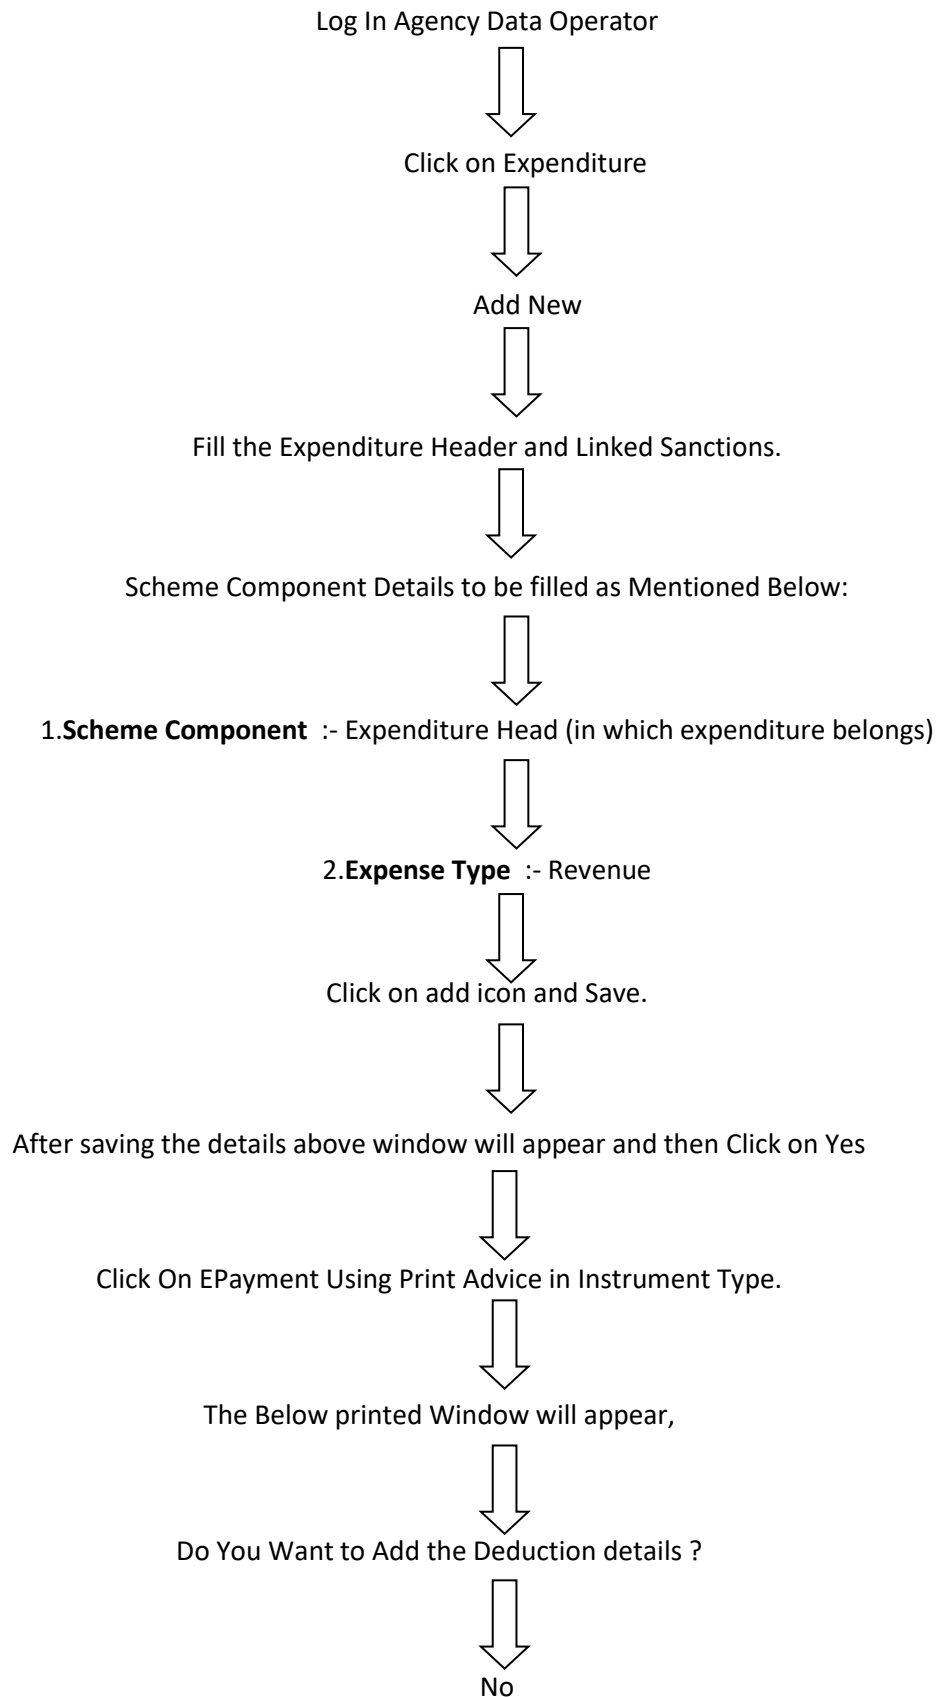 Log In Agency Data Operator
Click on Expenditure
Add New
Fill the Expenditure Header and Linked Sanctions.
Scheme Component Details to be filled as Mentioned Below:
1.Scheme Component :- Expenditure Head (in which expenditure belongs)
2.Expense Type :- Revenue
Click on add icon and Save.
After saving the details above window will appear and then Click on Yes
Click On EPayment Using Print Advice in Instrument Type.
The Below printed Window will appear,
Do You Want to Add the Deduction details ?
No